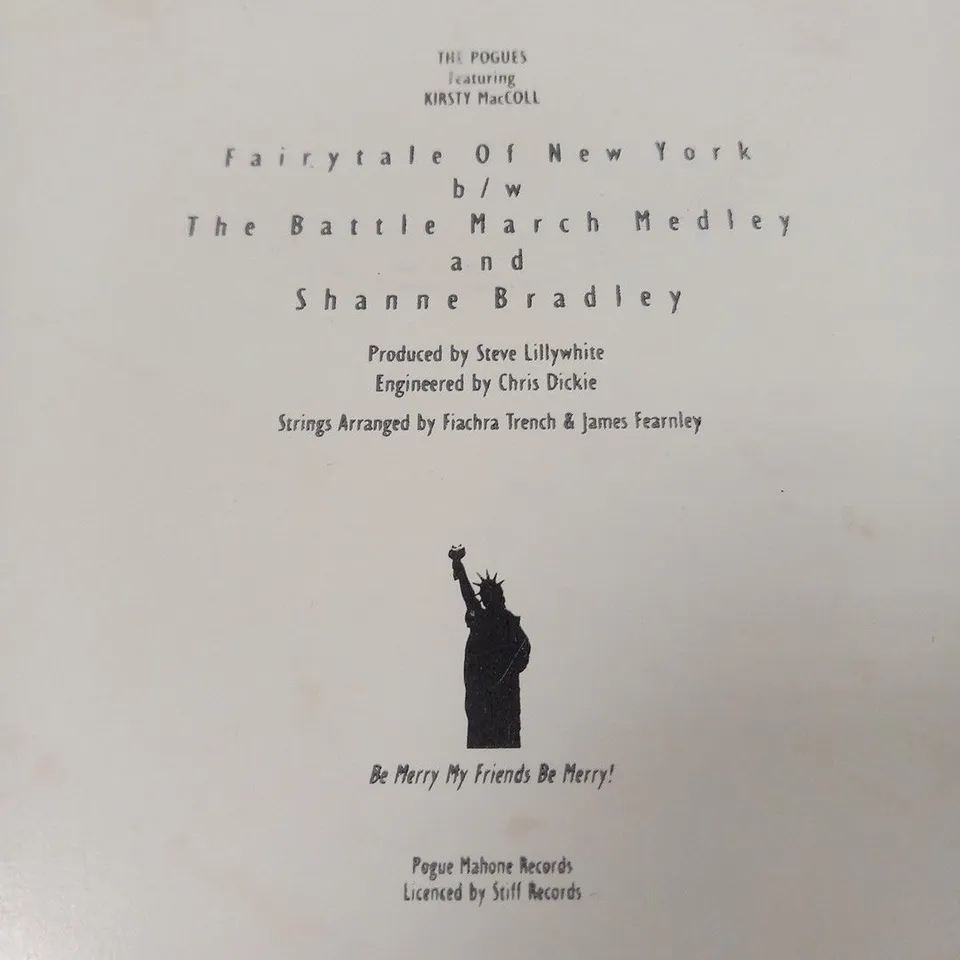 THE POGUES
Featuring
KIRSTY MacCOLL
Fairytale Of New York
b/w
The Battle March Medley
and
Shanne Bradley
Produced by Steve Lillywhite
Engineered by Chris Dickie
Strings Arranged by Fiachra Trench & James Fearnley
Be Merry My Friends Be Merry!
Pogue Mahone Records
Licenced by Stiff Records